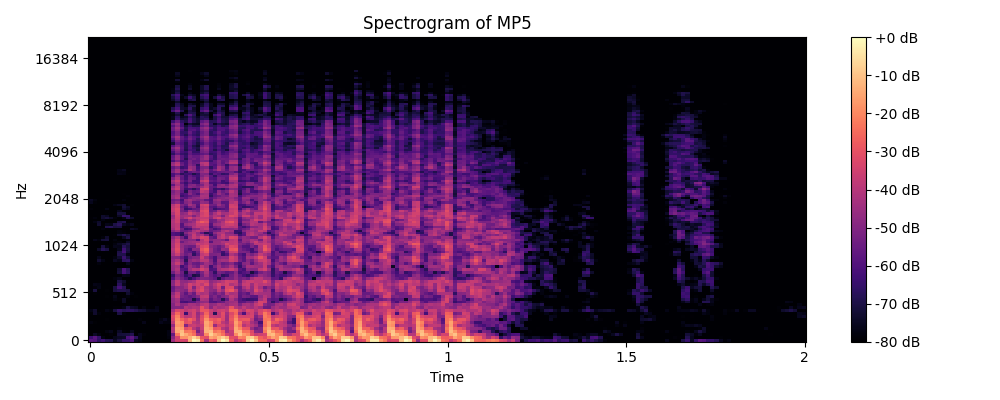 Spectrogram of MP5
Hz
16384
8192
4096
2048
1024
512
0
0 0.5 1 1.5 2
Time
+0 dB
-10 dB
-20 dB
-30 dB
-40 dB
-50 dB
-60 dB
-70 dB
-80 dB